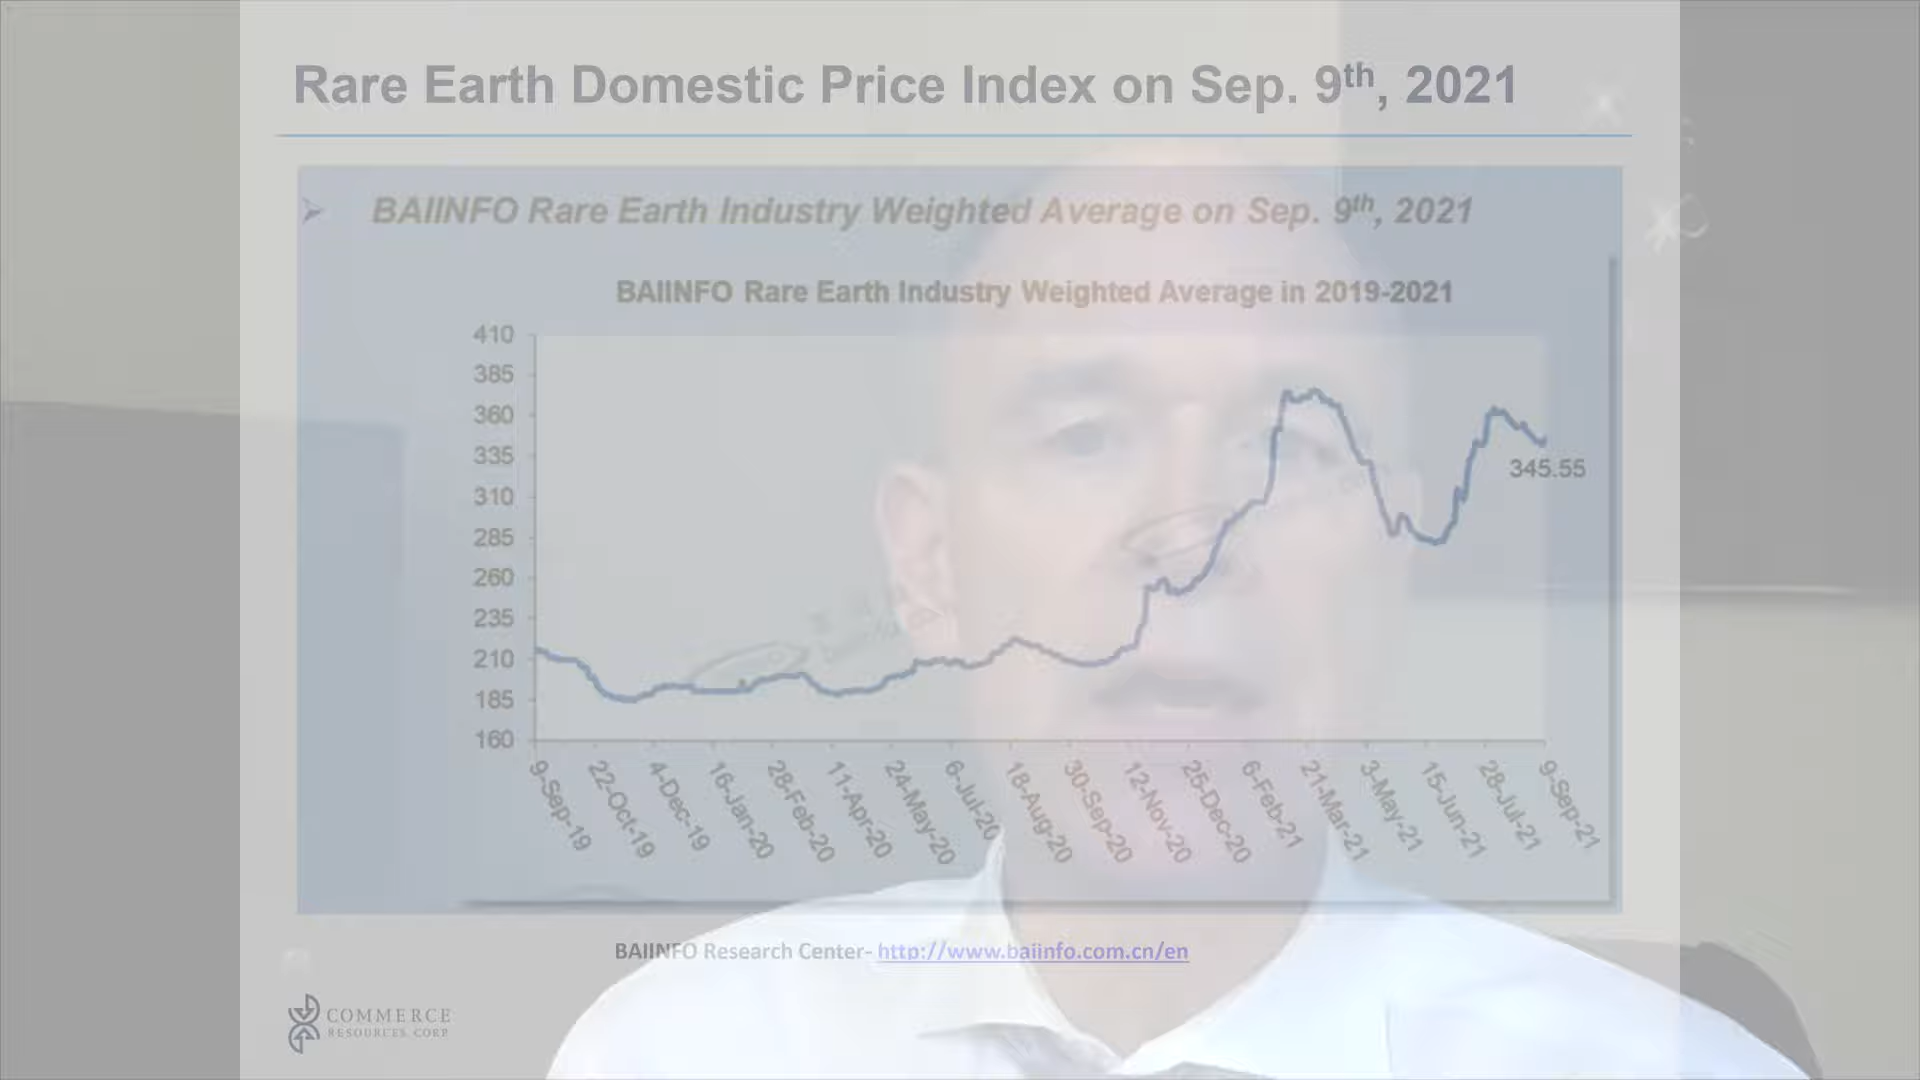 Rare Earth Domestic Price Index on Sep. 9th, 2021
BAIINFO Rare Earth Industry Weighted Average on Sep. 9th, 2021
BAIINFO Rare Earth Industry Weighted Average in 2019-2021
410
385
360
335
310
285
260
235
210
185
160
345.55
9-Sep-19
22-Oct-19
4-Dec-19
16-Jan-20
28-Feb-20
11-Apr-20
24-May-20
6-Jul-20
18-Aug-20
30-Sep-20
12-Nov-20
25-Dec-20
6-Feb-21
21-Mar-21
3-May-21
15-Jun-21
28-Jul-21
9-Sep-21
BAIINFO Research Center- http://www.baiinfo.com.cn/en
COMMERCE
RESOURCES CORP